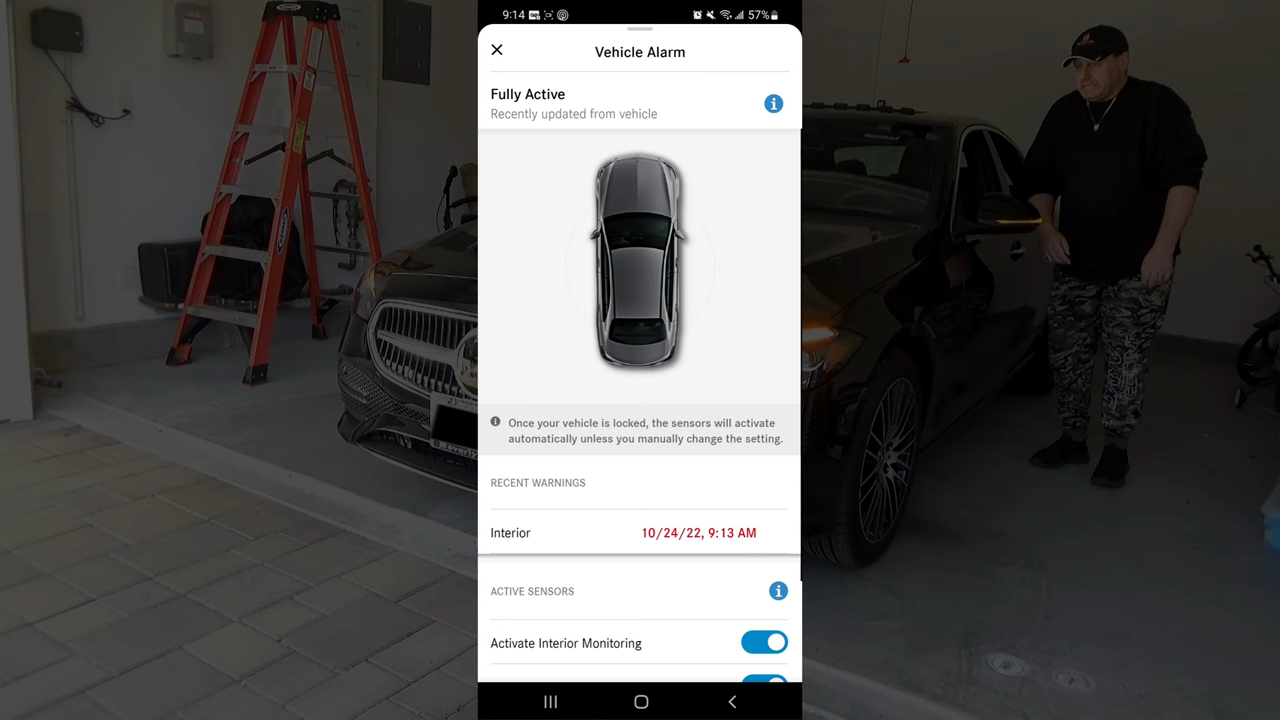 9:14
57%
Vehicle Alarm
Fully Active
Recently updated from vehicle
Once your vehicle is locked, the sensors will activate
automatically unless you manually change the setting.
RECENT WARNINGS
Interior 10/24/22, 9:13 AM
ACTIVE SENSORS
Activate Interior Monitoring